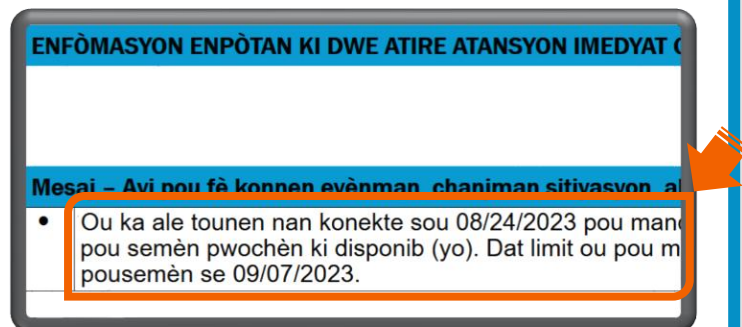 ENFÒMASYON ENPÒTAN KI DWE ATIRE ATANSYON IMEDYAT
Mesaj – Avi pou fè konnen evènman, chanjman sitiyasyon,
• Ou ka ale tounen nan konekte sou 08/24/2023 pou
pou semèn pwochèn ki disponib (yo). Dat limit ou pou
pousemèn se 09/07/2023.